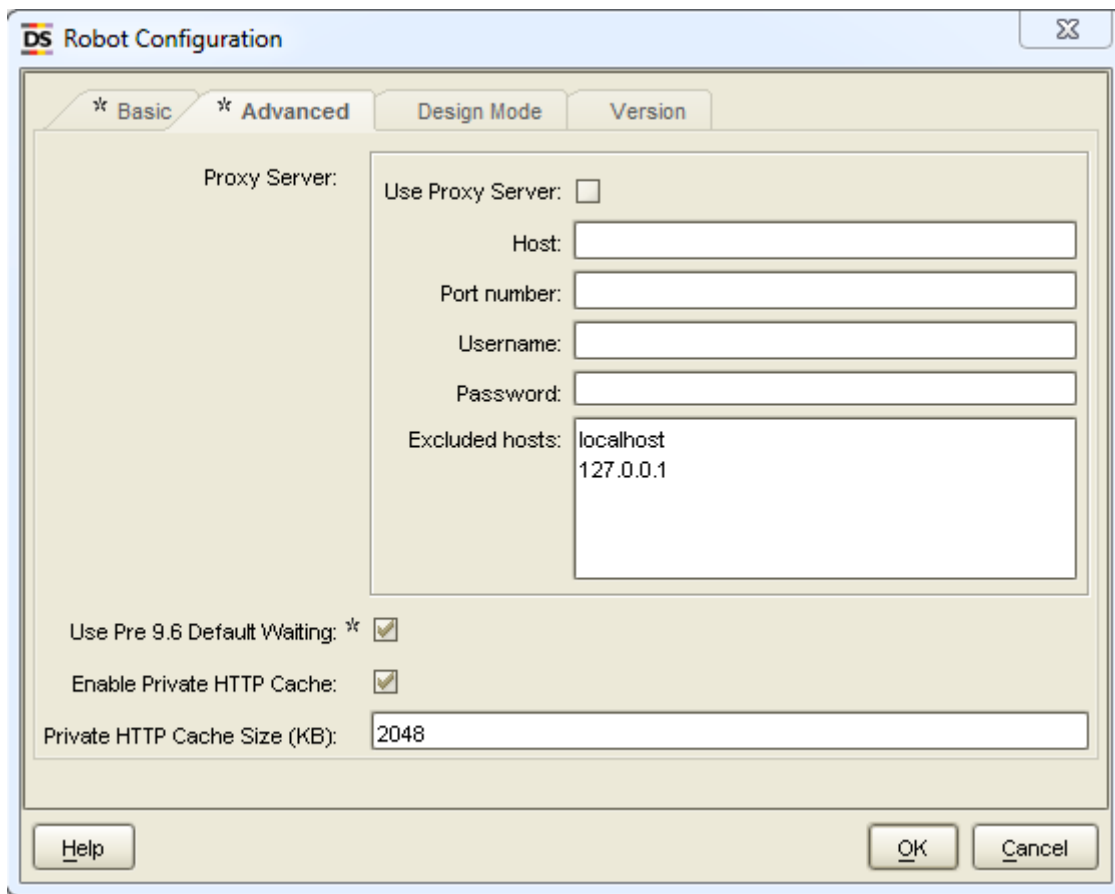 DS Robot Configuration
* Basic * Advanced Design Mode Version
Proxy Server:
Use Proxy Server:
Host:
Port number:
Username:
Password:
Excluded hosts: localhost
127.0.0.1
Use Pre 9.6 Default Waiting: *
Enable Private HTTP Cache:
Private HTTP Cache Size (KB): 2048
Help OK Cancel